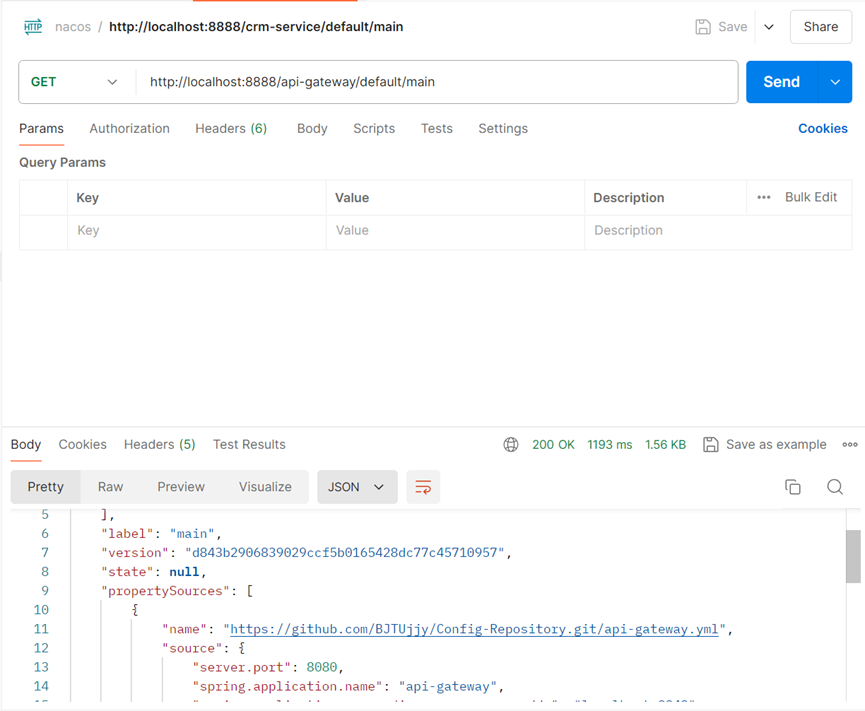 HTTP nacos / http://localhost:8888/crm-service/default/main Save Share
GET http://localhost:8888/api-gateway/default/main Send
Params Authorization Headers (6) Body Scripts Tests Settings Cookies
Query Params
Key Value Description ••• Bulk Edit
Key Value Description
Body Cookies Headers (5) Test Results 200 OK 1193 ms 1.56 KB Save as example
Pretty Raw Preview Visualize JSON
5 ],
6 "label": "main",
7 "version": "d843b2906839029ccf5b0165428dc77c45710957",
8 "state": null,
9 "propertySources": [
10 {
11 "name": "https://github.com/BJTUjjy/Config-Repository.git/api-gateway.yml",
12 "source": {
13 "server.port": 8080,
14 "spring.application.name": "api-gateway",